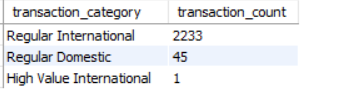 transaction_category transaction_count
Regular International 2233
Regular Domestic 45
High Value International 1